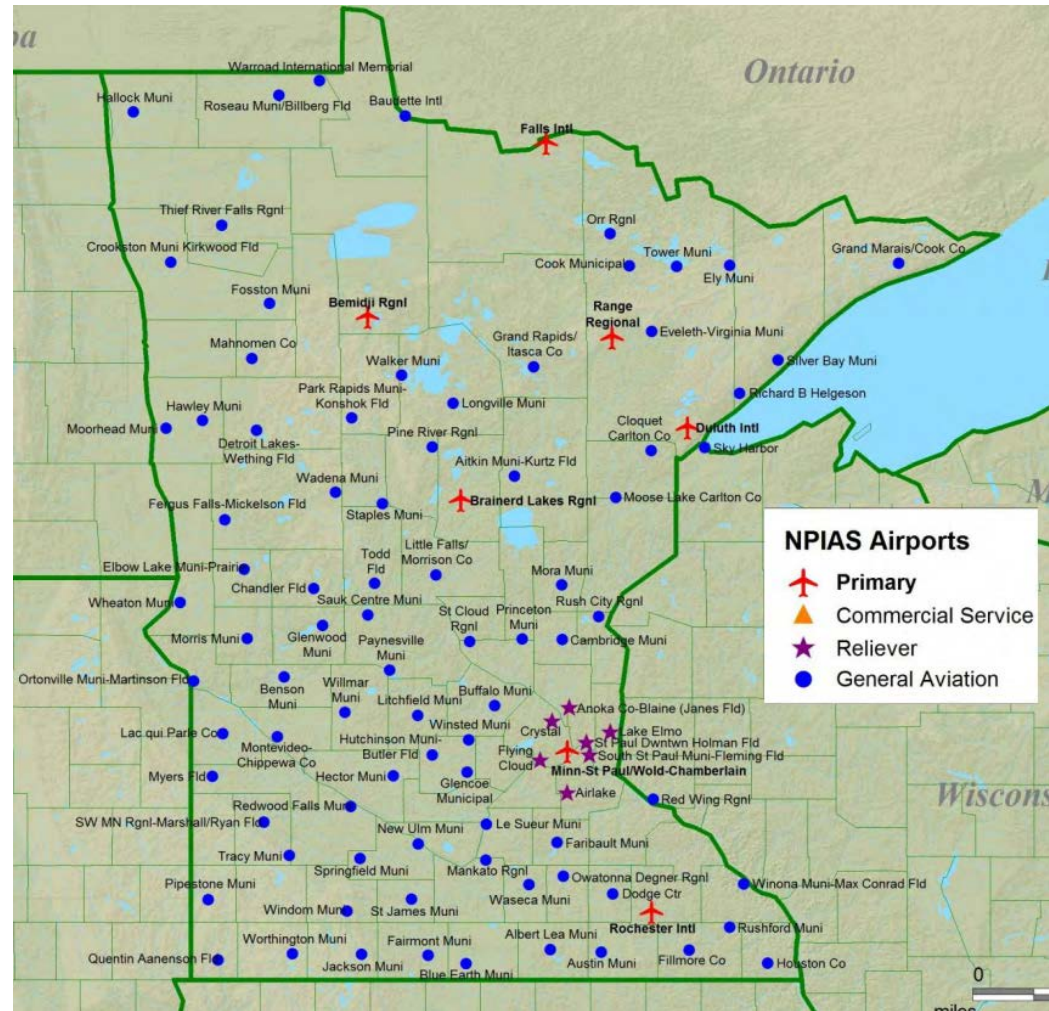 ba
Ontario
Warroad International Memorial
Hallock Muni
Roseau Muni/Billberg Fld
Baudette Intl
Falls Intl
Thief River Falls Rgnl
Orr Rgnl
Crookston Muni Kirkwood Fld
Cook Municipal
Tower Muni
Ely Muni
Grand Marais/Cook Co
Fosston Muni
Bemidji Rgnl
Range
Regional
Eveleth-Virginia Muni
Mahnomen Co
Walker Muni
Grand Rapids/
Itasca Co
Silver Bay Muni
Park Rapids Muni-
Konshok Fld
Longville Muni
Richard B Helgeson
Hawley Muni
Moorhead Muni
Detroit Lakes-
Wething Fld
Pine River Rgnl
Cloquet
Carlton Co
Duluth Intl
Sky Harbor
Aitkin Muni-Kurtz Fld
Wadena Muni
Fergus Falls-Mickelson Fld
Staples Muni
Brainerd Lakes Rgnl
Moose Lake Carlton Co
M
Elbow Lake Muni-Prairie
Chandler Fld
Todd
Fld
Little Falls/
Morrison Co
Mora Muni
Wheaton Muni
Sauk Centre Muni
Rush City Rgnl
Morris Muni
Glenwood
Muni
Paynesville
Muni
St Cloud
Rgnl
Princeton
Muni
Cambridge Muni
Ortonville Muni-Martinson Fld
Benson
Muni
Willmar
Muni
Litchfield Muni
Buffalo Muni
Anoka Co-Blaine (Janes Fld)
Crystal
Lake Elmo
Lac qui Parle Co
Montevideo-
Chippewa Co
Hutchinson Muni-
Butler Fld
Winsted Muni
St Paul Dwntwn Holman Fld
Flying
Cloud
South St Paul Muni-Fleming Fld
Minn-St Paul/Wold-Chamberlain
Myers Fld
Hector Muni
Glencoe
Municipal
Airlake
Red Wing Rgnl
Wiscons
Redwood Falls Muni
SW MN Rgnl-Marshall/Ryan Fld
New Ulm Muni
Le Sueur Muni
Faribault Muni
Tracy Muni
Springfield Muni
Mankato Rgnl
Owatonna Degner Rgnl
Winona Muni-Max Conrad Fld
Pipestone Muni
Waseca Muni
Dodge Ctr
Windom Muni
St James Muni
Rochester Intl
Rushford Muni
Quentin Aanenson Fld
Worthington Muni
Jackson Muni
Fairmont Muni
Blue Earth Muni
Albert Lea Muni
Austin Muni
Fillmore Co
Houston Co
NPIAS Airports
Primary
Commercial Service
Reliever
General Aviation
0
miles